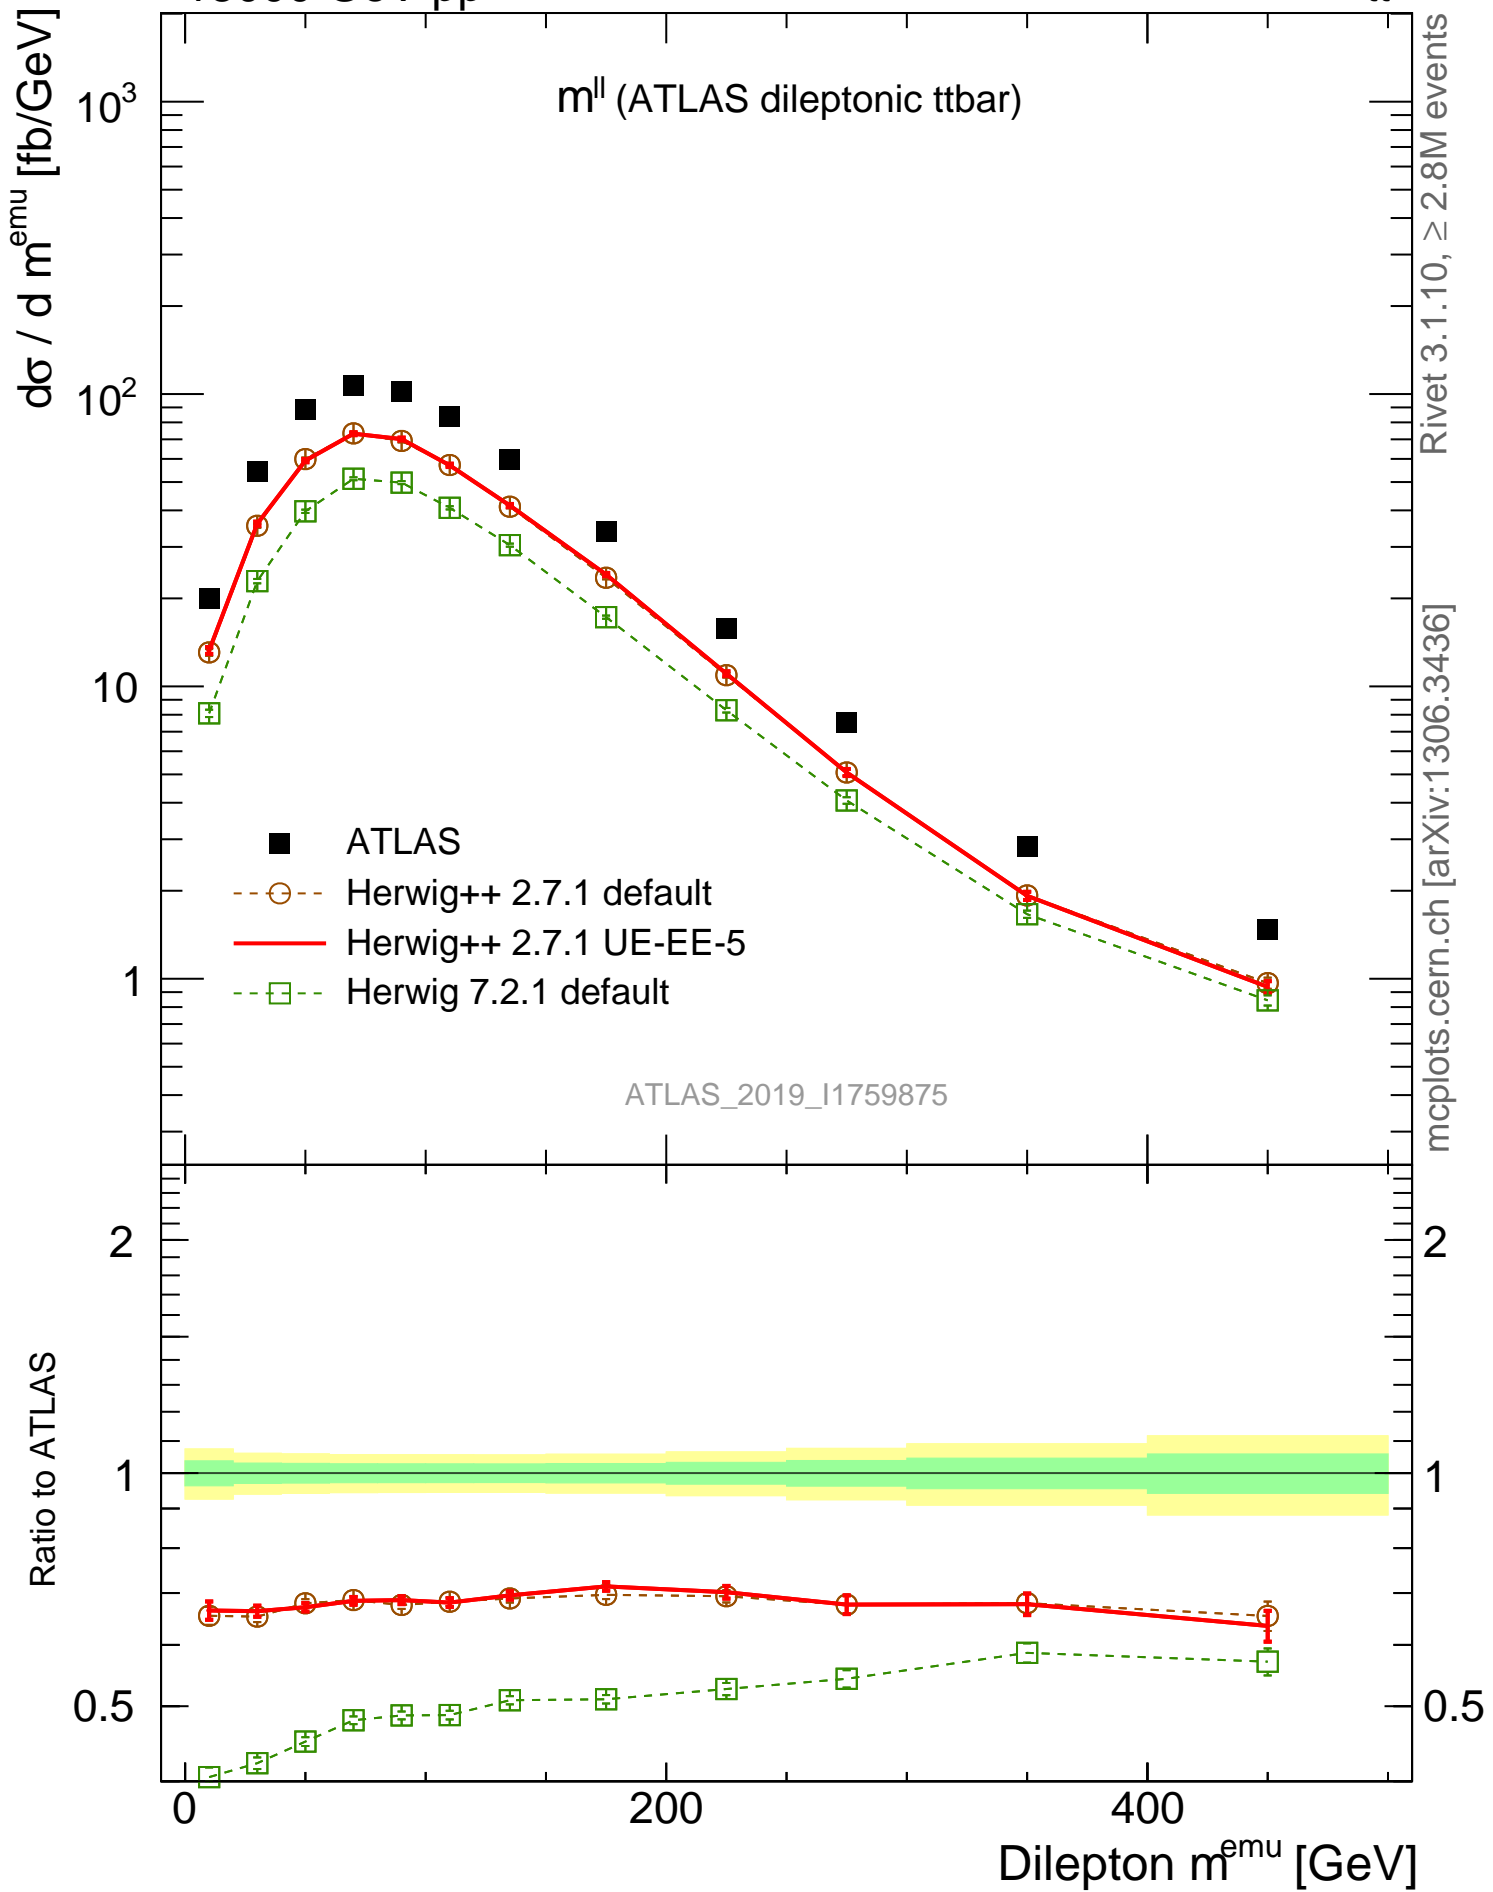 m^ll (ATLAS dileptonic ttbar)
dσ / d m^emu [fb/GeV]
10^3
10^2
10
1
ATLAS
Herwig++ 2.7.1 default
Herwig++ 2.7.1 UE-EE-5
Herwig 7.2.1 default
ATLAS_2019_I1759875
Rivet 3.1.10, ≥ 2.8M events
mcplots.cern.ch [arXiv:1306.3436]
Ratio to ATLAS
2
1
0.5
2
1
0.5
0
200
400
Dilepton m^emu [GeV]